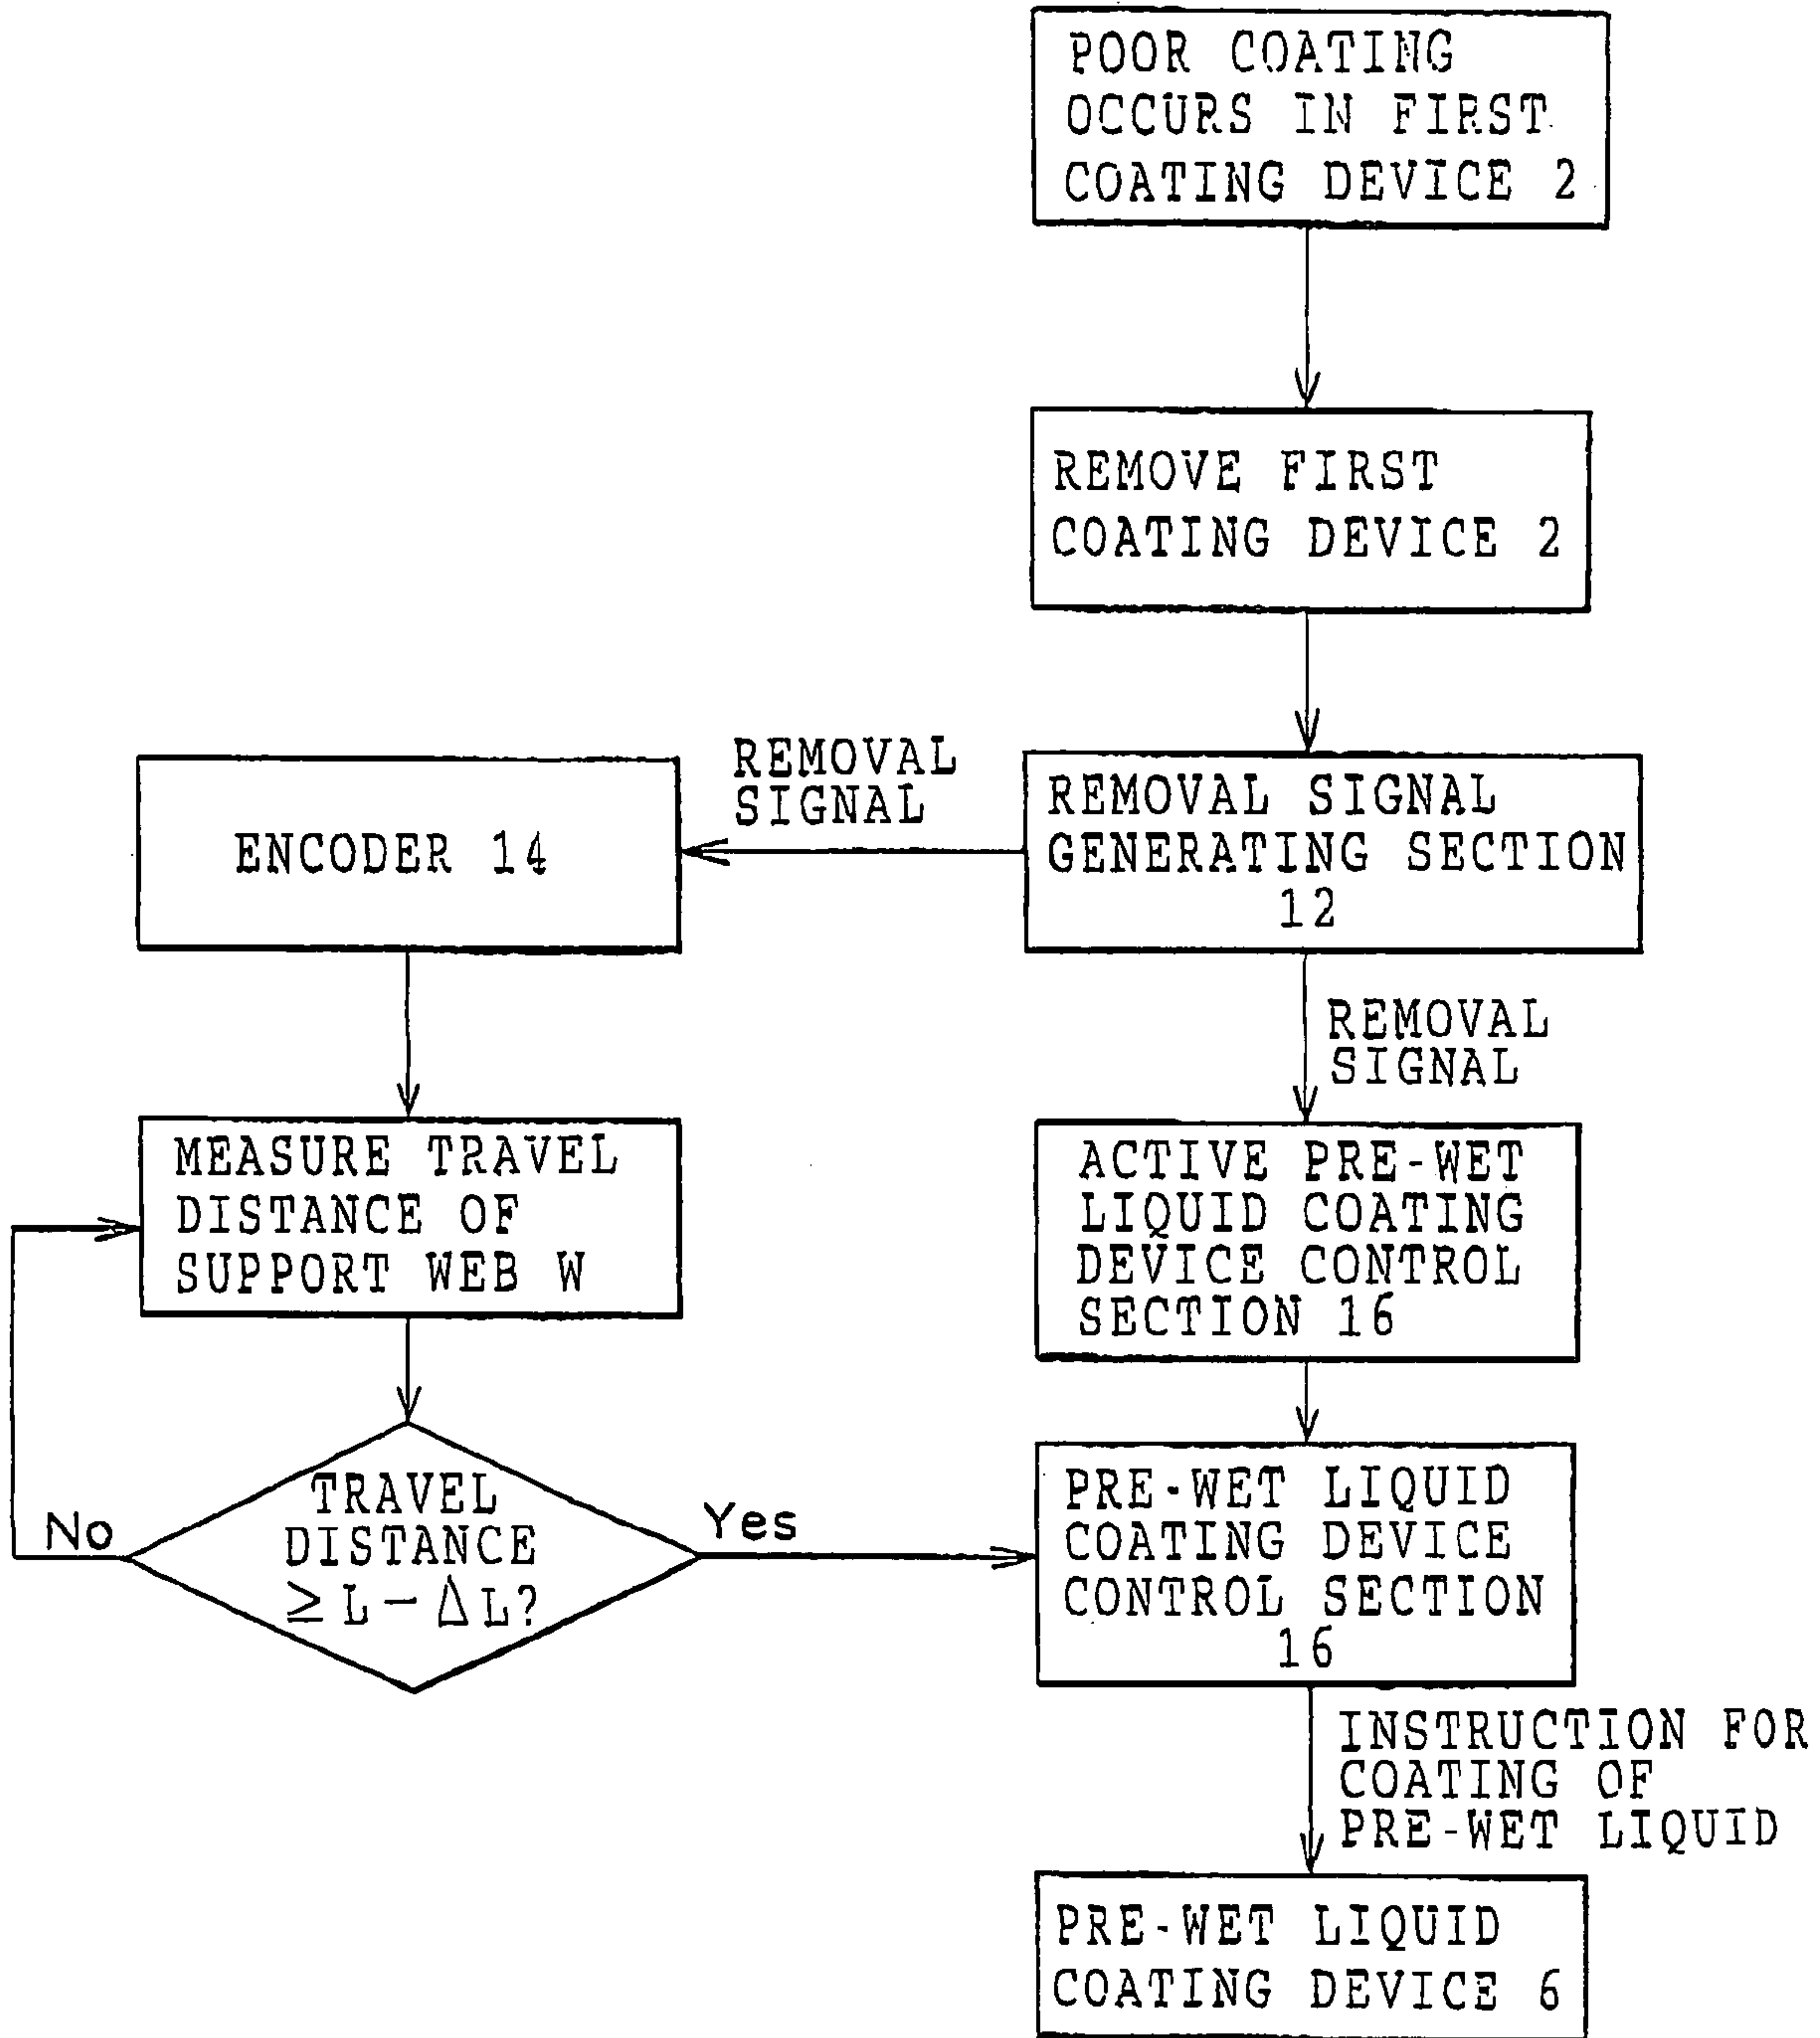 POOR COATING
OCCURS IN FIRST
COATING DEVICE 2
REMOVE FIRST
COATING DEVICE 2
REMOVAL
SIGNAL
ENCODER 14
REMOVAL SIGNAL
GENERATING SECTION
12
REMOVAL
SIGNAL
MEASURE TRAVEL
DISTANCE OF
SUPPORT WEB W
ACTIVE PRE-WET
LIQUID COATING
DEVICE CONTROL
SECTION 16
No
TRAVEL
DISTANCE
≥ L - Δ L?
Yes
PRE-WET LIQUID
COATING DEVICE
CONTROL SECTION
16
INSTRUCTION FOR
COATING OF
PRE-WET LIQUID
PRE-WET LIQUID
COATING DEVICE 6